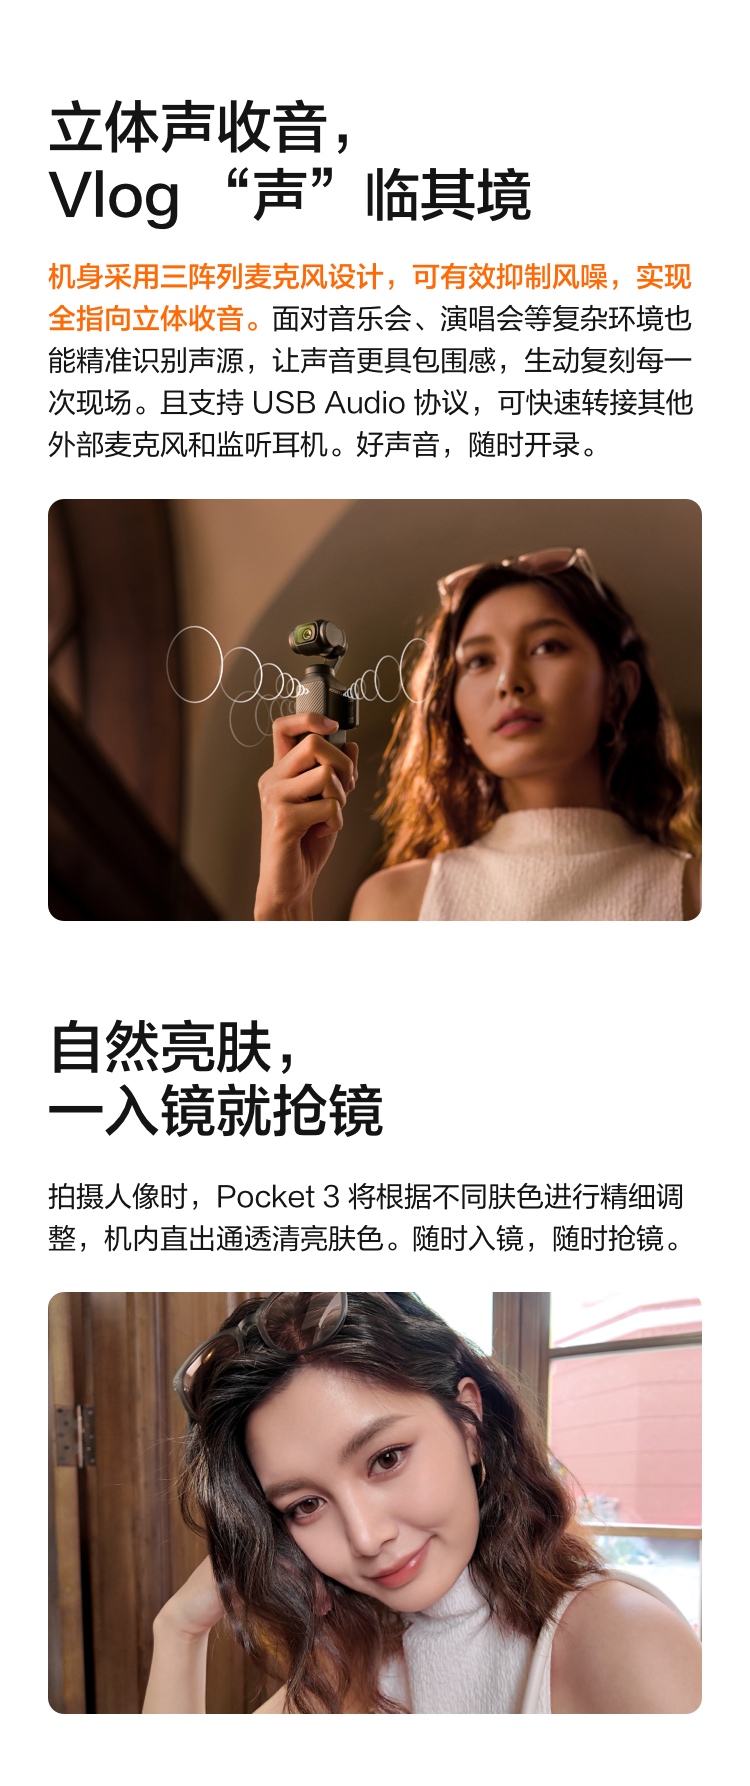 立体声收音，
Vlog “声”临其境
机身采用三阵列麦克风设计，可有效抑制风噪，实现
全指向立体收音。面对音乐会、演唱会等复杂环境也
能精准识别声源，让声音更具包围感，生动复刻每一
次现场。且支持 USB Audio 协议，可快速转接其他
外部麦克风和监听耳机。好声音，随时开录。
自然亮肤，
一入镜就抢镜
拍摄人像时，Pocket 3 将根据不同肤色进行精细调
整，机内直出通透清亮肤色。随时入镜，随时抢镜。